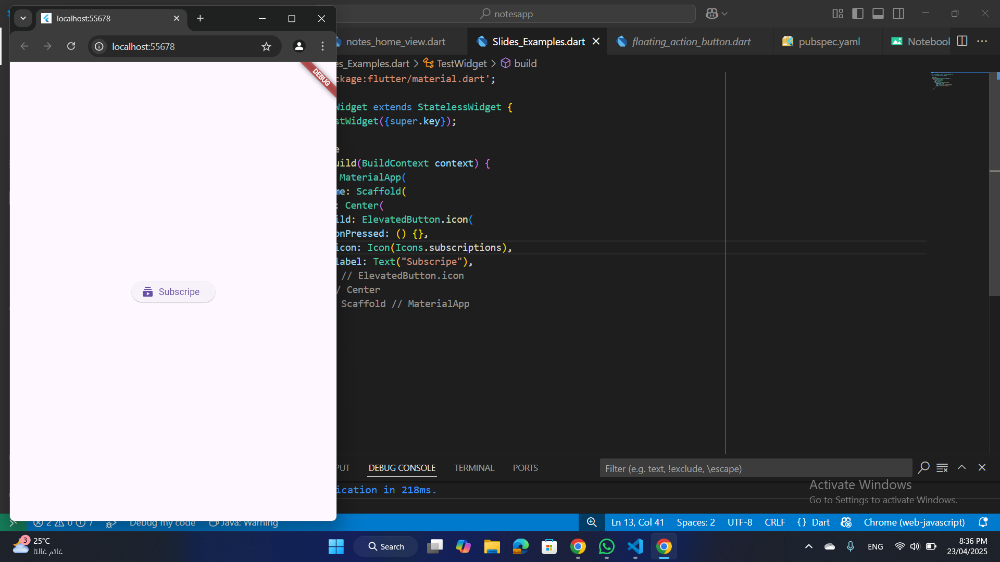 localhost:55678
notesapp
localhost:55678
notes_home_view.dart
Slides_Examples.dart
floating_action_button.dart
pubspec.yaml
es_Examples.dart > TestWidget > build
DEBUG
ckage:flutter/material.dart';
Widget extends StatelessWidget {
stWidget({super.key});
e
uild(BuildContext context) {
MaterialApp(
me: Scaffold(
: Center(
ild: ElevatedButton.icon(
onPressed: () {},
icon: Icon(Icons.subscriptions),
label: Text("Subscripe"),
// ElevatedButton.icon
/ Center
Scaffold // MaterialApp
Subscripe
PUT DEBUG CONSOLE TERMINAL PORTS
Filter (e.g. text, !exclude, \escape)
ication in 218ms.
Activate Windows
Go to Settings to activate Windows.
2 0 7 Debug my code Java: Warning
Ln 13, Col 41 Spaces: 2 UTF-8 CRLF {} Dart Chrome (web-javascript)
3
25°C
غائم غالبًا
Search
ENG
8:36 PM
23/04/2025